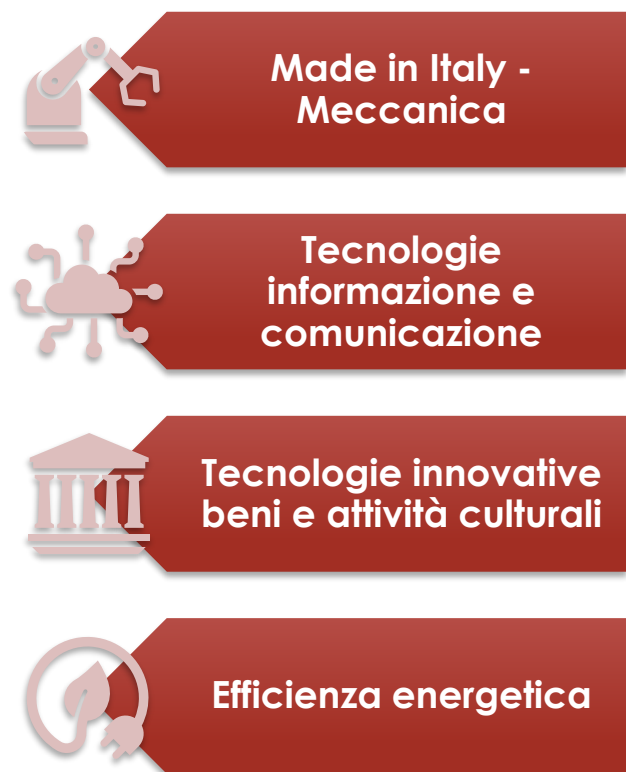 Made in Italy -
Meccanica
Tecnologie
informazione e
comunicazione
Tecnologie innovative
beni e attività culturali
Efficienza energetica